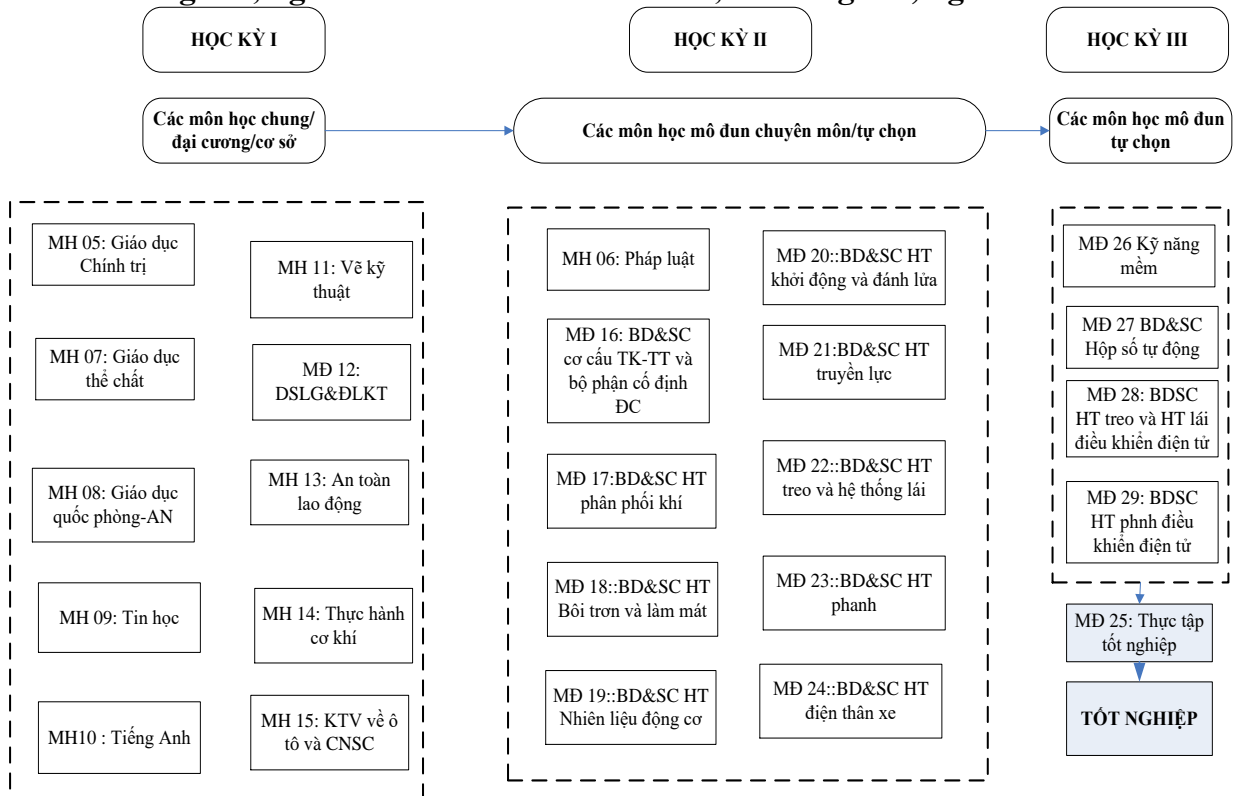 HỌC KỲ I
HỌC KỲ II
HỌC KỲ III
Các môn học chung/
đại cương/cơ sở
Các môn học mô đun chuyên môn/tự chọn
Các môn học mô đun
tự chọn
MH 05: Giáo dục
Chính trị
MH 07: Giáo dục
thể chất
MH 08: Giáo dục
quốc phòng-AN
MH 09: Tin học
MH10 : Tiếng Anh
MH 11: Vẽ kỹ
thuật
MĐ 12:
DSLG&ĐLKT
MH 13: An toàn
lao động
MH 14: Thực hành
cơ khí
MH 15: KTV về ô
tô và CNSC
MH 06: Pháp luật
MĐ 16: BD&SC
cơ cấu TK-TT và
bộ phận cố định
ĐC
MĐ 17:BD&SC HT
phân phối khí
MĐ 18::BD&SC HT
Bôi trơn và làm mát
MĐ 19::BD&SC HT
Nhiên liệu động cơ
MĐ 20::BD&SC HT
khởi động và đánh lửa
MĐ 21:BD&SC HT
truyền lực
MĐ 22::BD&SC HT
treo và hệ thống lái
MĐ 23::BD&SC HT
phanh
MĐ 24::BD&SC HT
điện thân xe
MĐ 26 Kỹ năng
mềm
MĐ 27 BD&SC
Hộp số tự động
MĐ 28: BDSC
HT treo và HT lái
điều khiển điện tử
MĐ 29: BDSC
HT phnh điều
khiển điện tử
MĐ 25: Thực tập
tốt nghiệp
TỐT NGHIỆP